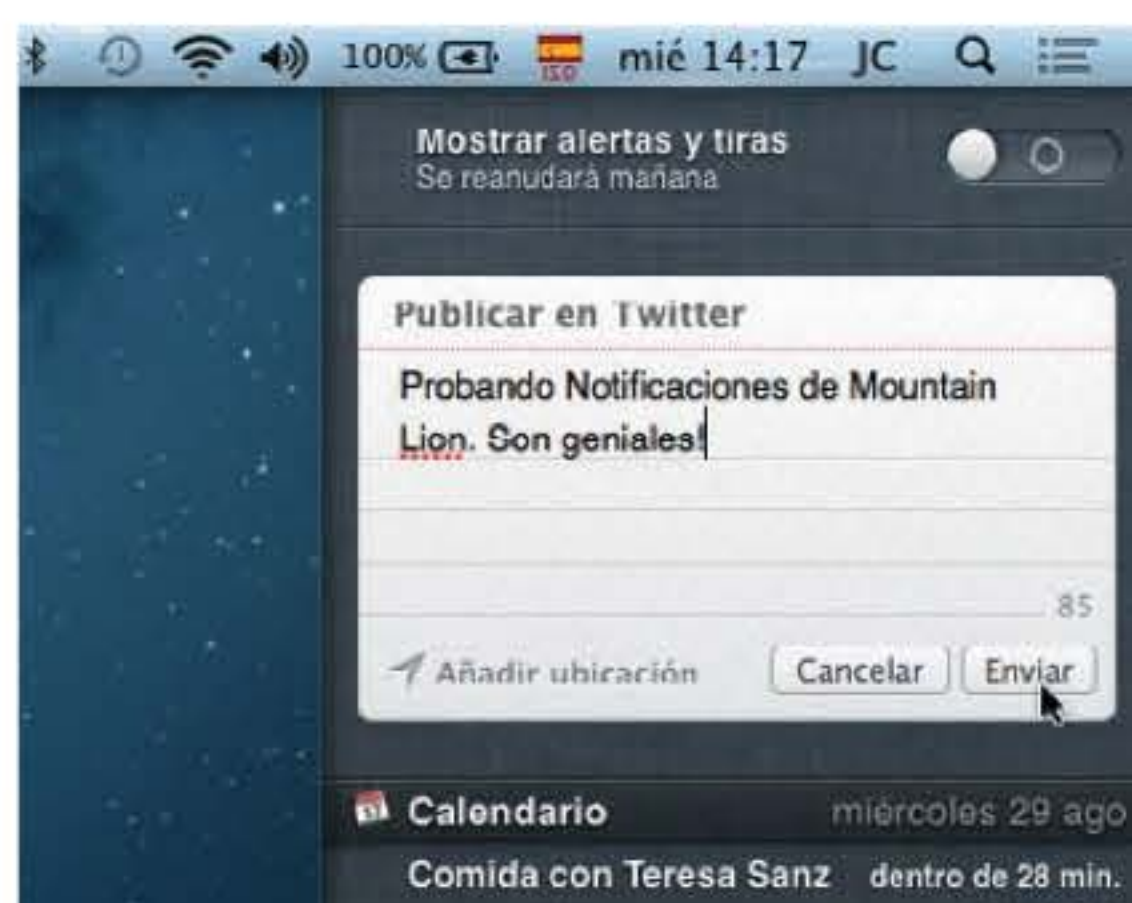 100% ISO mié 14:17 JC
Mostrar alertas y tiras
Se reanudará mañana
Publicar en Twitter
Probando Notificaciones de Mountain
Lion. Son geniales!
85
Añadir ubicación Cancelar Enviar
Calendario miércoles 29 ago
Comida con Teresa Sanz dentro de 28 min.